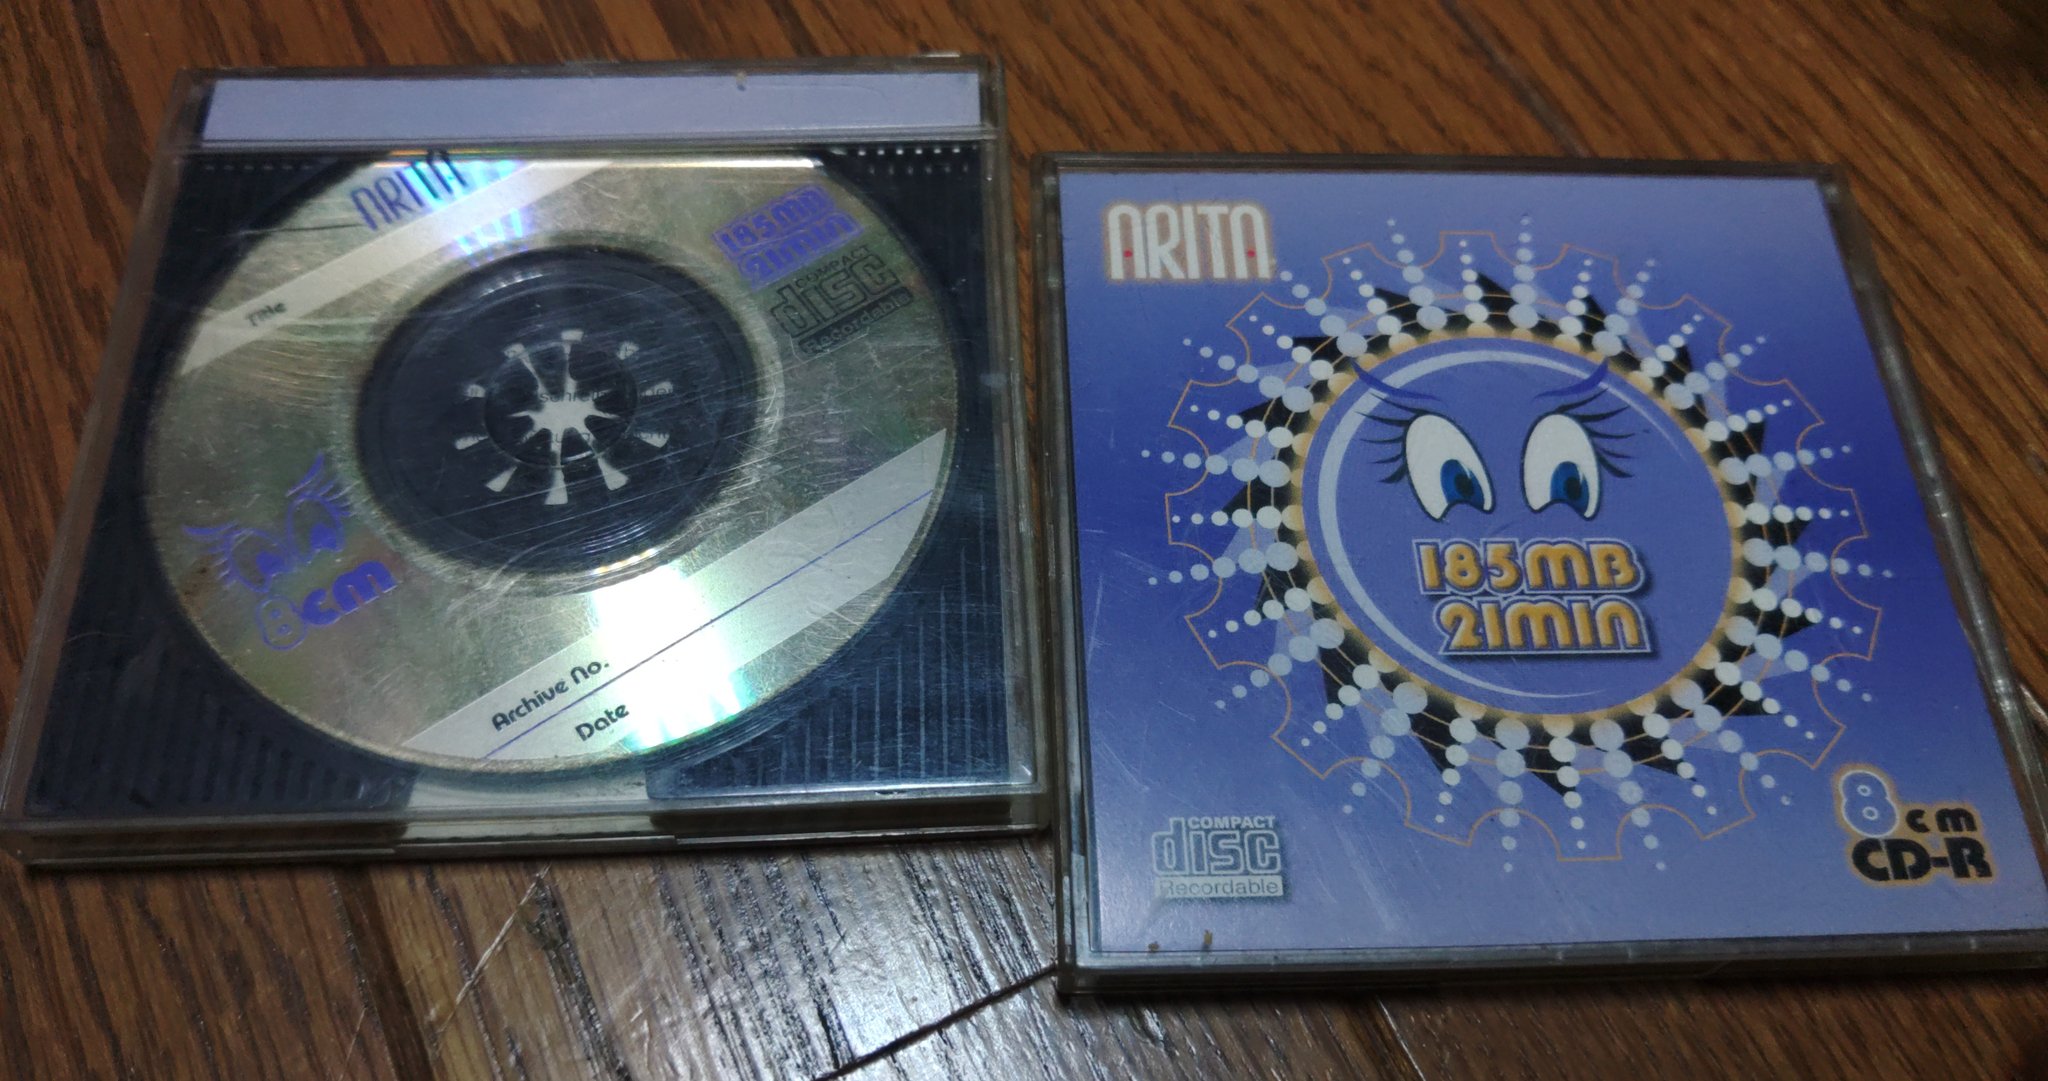 ARITA
Title
185MB
21MIN
COMPACT
disc
Recordable
8cm
Archive No.
Date
ARITA
185MB
21MIN
COMPACT
disc
Recordable
8cm
CD-R